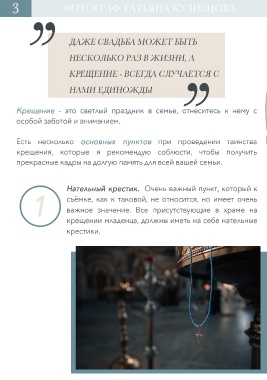 3
ФОТОГРАФ ТАТЬЯНА КУЗНЕЦОВА
ДАЖЕ СВАДЬБА МОЖЕТ БЫТЬ
НЕСКОЛЬКО РАЗ В ЖИЗНИ, А
КРЕЩЕНИЕ - ВСЕГДА СЛУЧАЕТСЯ С
НАМИ ЕДИНОЖДЫ
Крещение - это светлый праздник в семье, отнеситесь к нему с
особой заботой и вниманием.
Есть несколько основных пунктов при проведении таинства
крещения, которые я рекомендую соблюсти, чтобы получить
прекрасные кадры на долгую память для всей вашей семьи.
1
Нательный крестик. Очень важный пункт, который к
съёмке, как к таковой, не относится, но имеет очень
важное значение. Все присутствующие в храме на
крещении младенца, должны иметь на себе нательные
крестики.